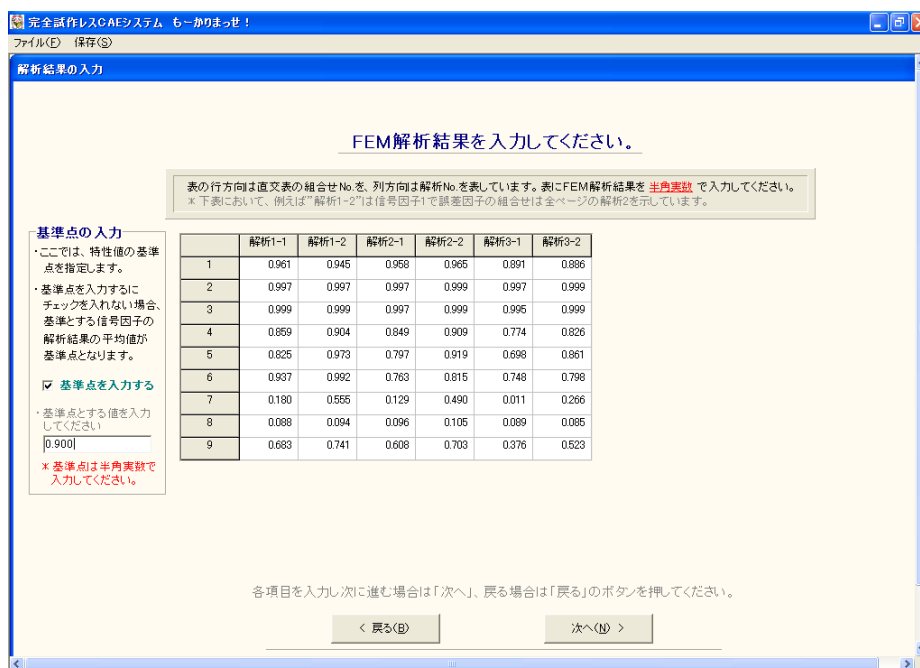 完全試作レスCAEシステム もーかりまっせ!
ファイル(F) 保存(S)
解析結果の入力
FEM解析結果を入力してください。
表の行方向は直交表の組合せNo.を、列方向は解析No.を表しています。表にFEM解析結果を 半角実数 で入力してください。
*下表において、例えば"解析1-2"は信号因子1で誤差因子の組合せは全ページの解析2を示しています。
基準点の入力
・ここでは、特性値の基準
点を指定します。
・基準点を入力するに
チェックを入れない場合、
基準とする信号因子の
解析結果の平均値が
基準点となります。
基準点を入力する
・基準点とする値を入力
してください
0.900
*基準点は半角実数で
入力してください。
解析1-1 解析1-2 解析2-1 解析2-2 解析3-1 解析3-2
1 0.961 0.945 0.958 0.965 0.891 0.886
2 0.997 0.997 0.997 0.999 0.997 0.999
3 0.999 0.999 0.997 0.999 0.995 0.999
4 0.859 0.904 0.849 0.909 0.774 0.826
5 0.825 0.973 0.797 0.919 0.698 0.861
6 0.937 0.992 0.763 0.815 0.748 0.798
7 0.180 0.555 0.129 0.490 0.011 0.266
8 0.088 0.094 0.096 0.105 0.089 0.085
9 0.683 0.741 0.608 0.703 0.376 0.523
各項目を入力し次に進む場合は「次へ」、戻る場合は「戻る」のボタンを押してください。
< 戻る(B) 次へ(N) >